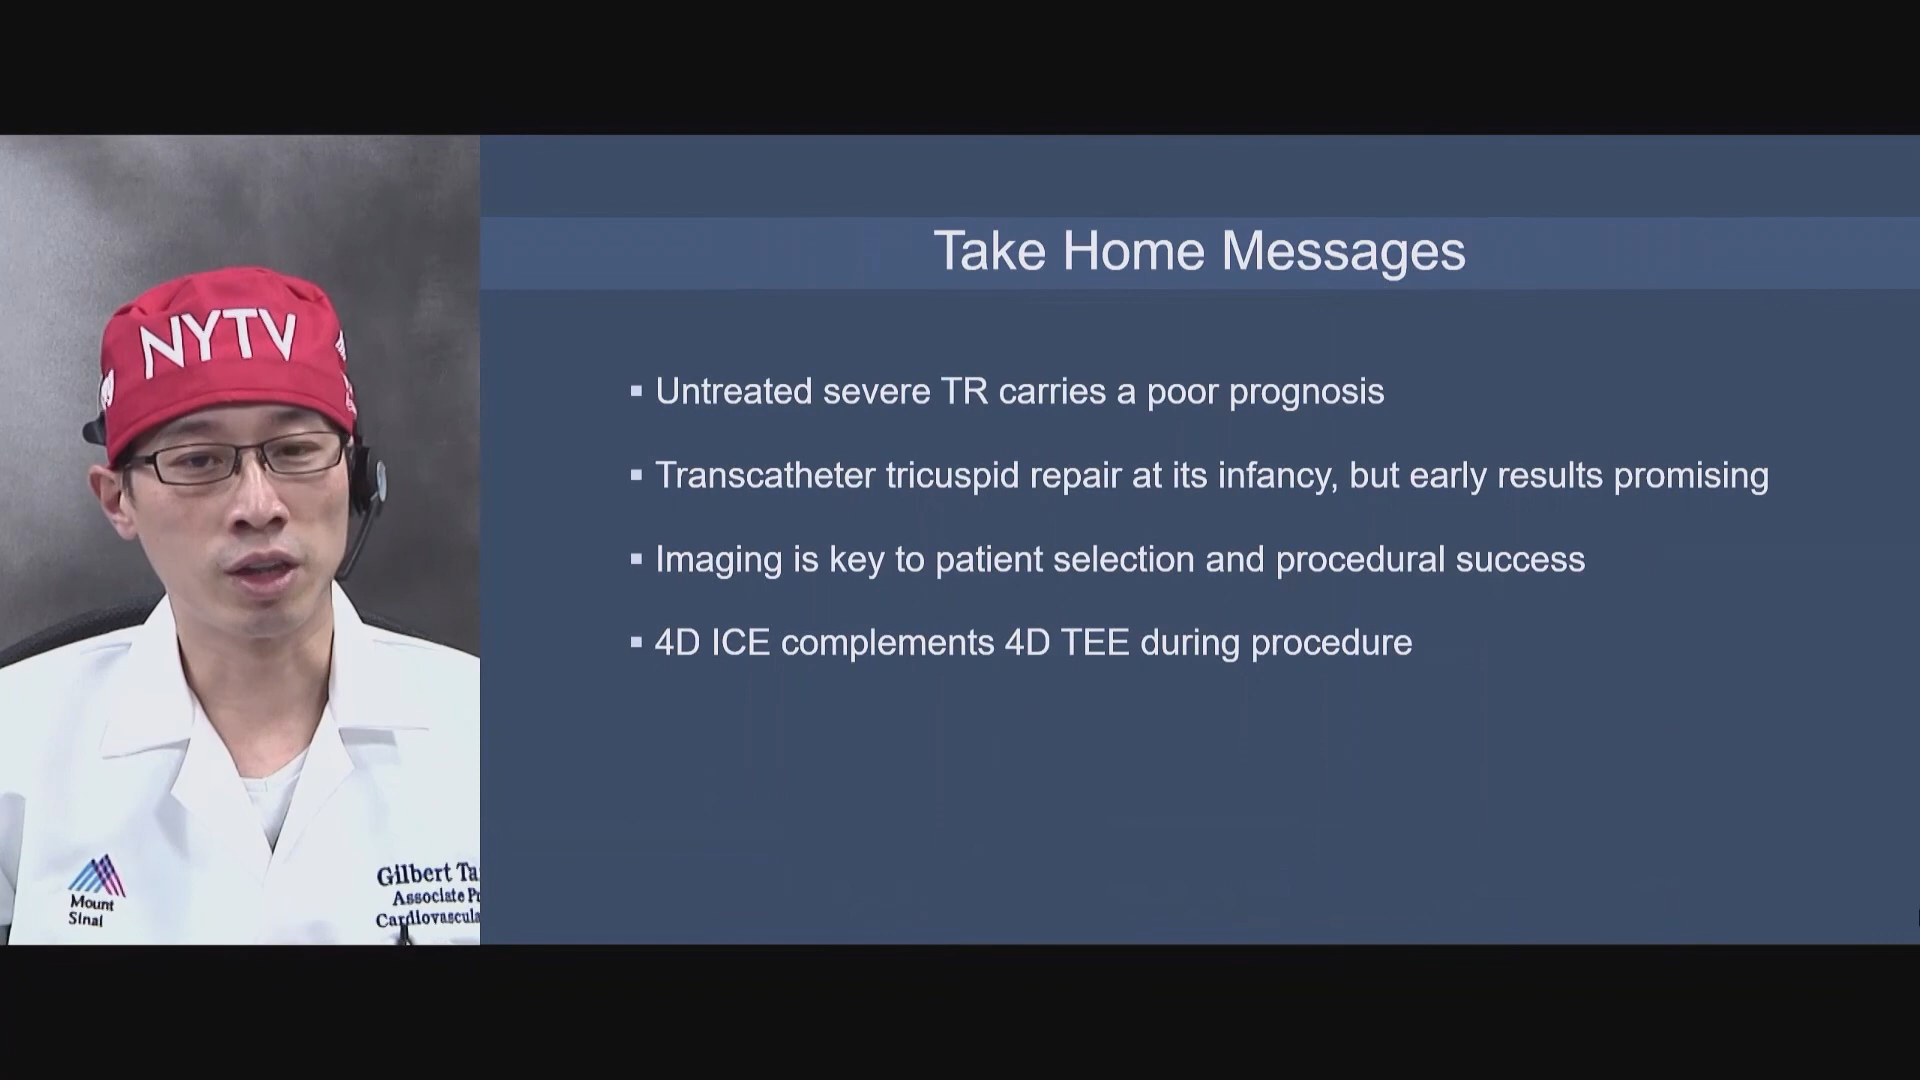 NYTV
Take Home Messages
▪ Untreated severe TR carries a poor prognosis
▪ Transcatheter tricuspid repair at its infancy, but early results promising
▪ Imaging is key to patient selection and procedural success
▪ 4D ICE complements 4D TEE during procedure
Mount
Sinai
Gilbert Ta
Associate P
Cardiovascula